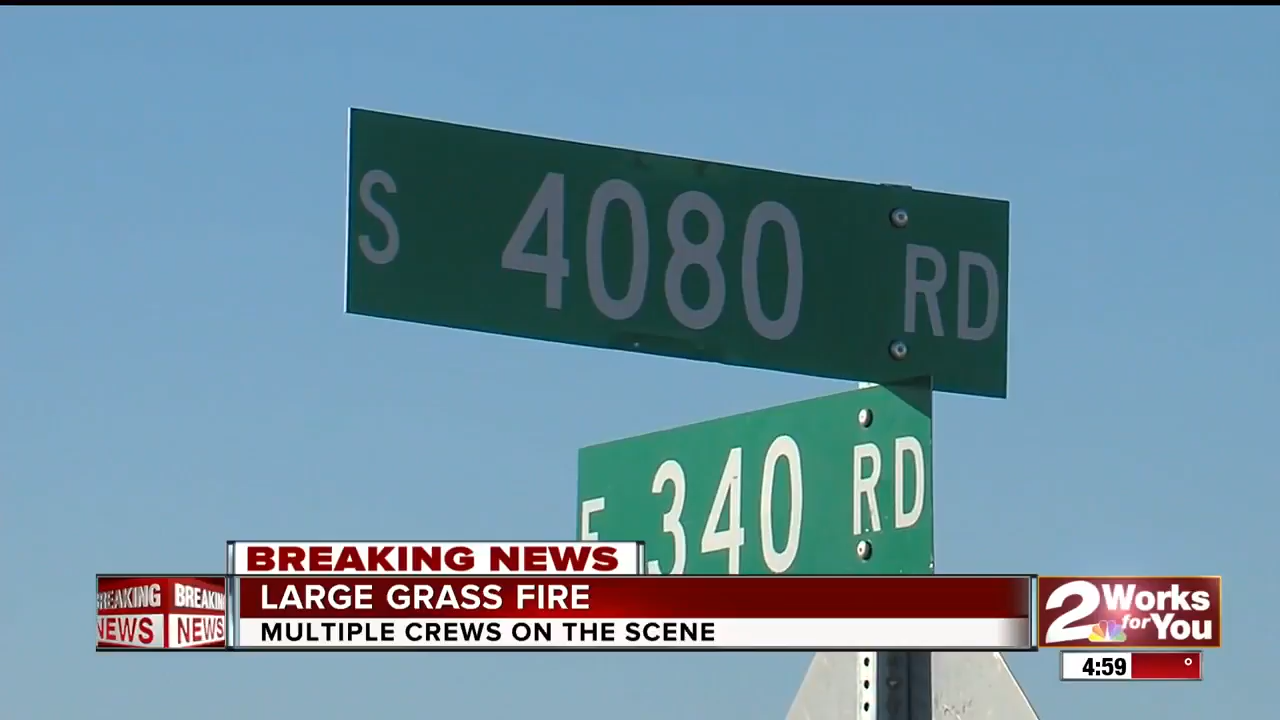 S 4080 RD
E 340 RD
BREAKING NEWS
LARGE GRASS FIRE
MULTIPLE CREWS ON THE SCENE
BREAKING
NEWS
BREAKING
NEWS
2 Works
for You
4:59 °